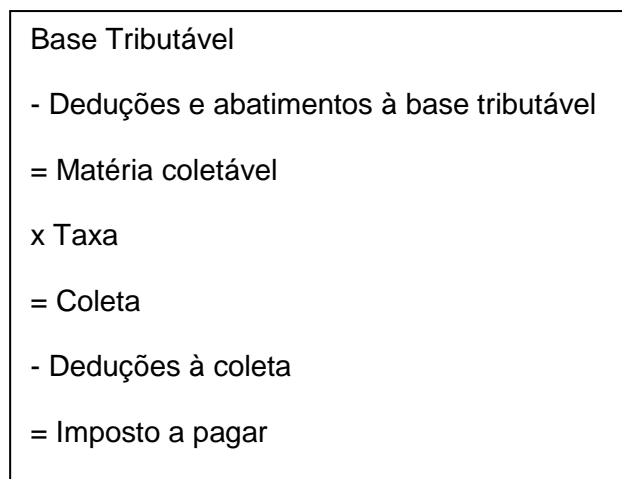 Base Tributável
- Deduções e abatimentos à base tributável
= Matéria coletável
x Taxa
= Coleta
- Deduções à coleta
= Imposto a pagar